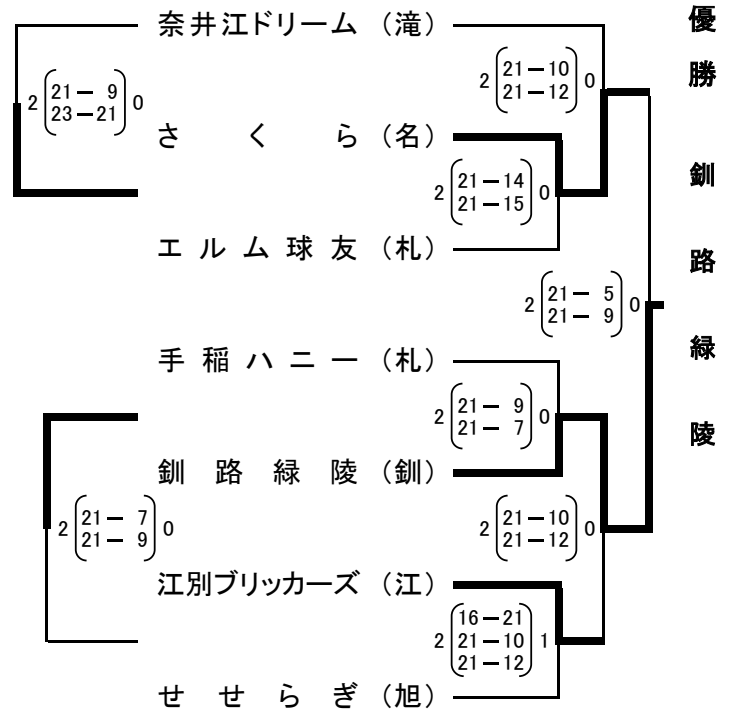 優勝 釧路緑陵
奈井江ドリーム （滝）
2 21－10 0
21－12
2 21－ 9 0
23－21
さくら （名）
2 21－14 0
21－15
エルム球友 （札）
2 21－ 5 0
21－ 9
手稲ハニー （札）
2 21－ 9 0
21－ 7
釧路緑陵 （釧）
2 21－ 7 0
21－ 9
2 21－10 0
21－12
江別ブリッカーズ （江）
16－21
2 21－10 1
21－12
せせらぎ （旭）